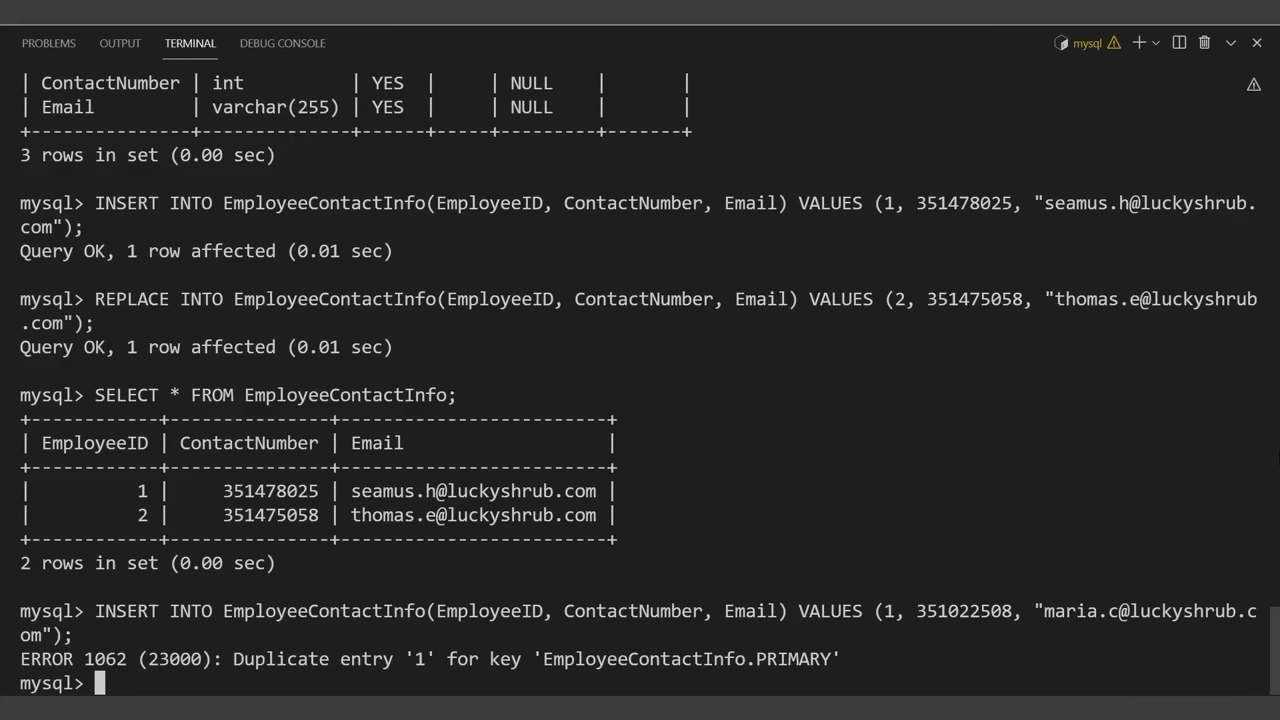 PROBLEMS OUTPUT TERMINAL DEBUG CONSOLE mysql
| ContactNumber | int          | YES  |     | NULL    |       |
| Email         | varchar(255) | YES  |     | NULL    |       |
+---------------+--------------+------+-----+---------+-------+
3 rows in set (0.00 sec)
mysql> INSERT INTO EmployeeContactInfo(EmployeeID, ContactNumber, Email) VALUES (1, 351478025, "seamus.h@luckyshrub.
com");
Query OK, 1 row affected (0.01 sec)
mysql> REPLACE INTO EmployeeContactInfo(EmployeeID, ContactNumber, Email) VALUES (2, 351475058, "thomas.e@luckyshrub
.com");
Query OK, 1 row affected (0.01 sec)
mysql> SELECT * FROM EmployeeContactInfo;
+------------+---------------+-------------------------+
| EmployeeID | ContactNumber | Email                   |
+------------+---------------+-------------------------+
|          1 |     351478025 | seamus.h@luckyshrub.com |
|          2 |     351475058 | thomas.e@luckyshrub.com |
+------------+---------------+-------------------------+
2 rows in set (0.00 sec)
mysql> INSERT INTO EmployeeContactInfo(EmployeeID, ContactNumber, Email) VALUES (1, 351022508, "maria.c@luckyshrub.c
om");
ERROR 1062 (23000): Duplicate entry '1' for key 'EmployeeContactInfo.PRIMARY'
mysql>